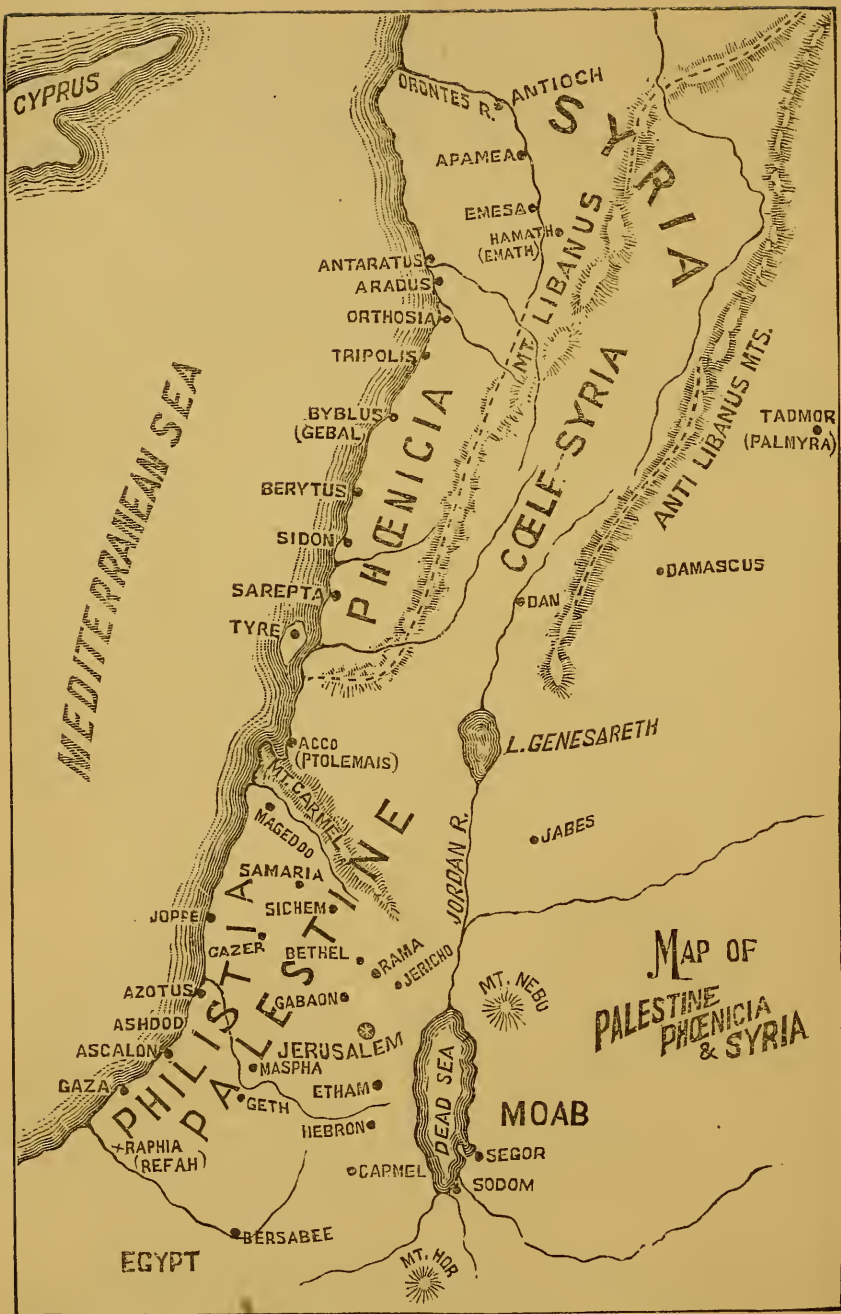 CYPRUS
ORONTES R.
ANTIOCH
SYRIA
APAMEA
EMESA
HAMATH
(EMATH)
MT. LIBANUS
ANTARATUS
ARADUS
ORTHOSIA
TRIPOLIS
MEDITERRANEAN SEA
BYBLUS
(GEBAL)
PHŒNICIA
CŒLE-SYRIA
ANTI LIBANUS MTS.
TADMOR
(PALMYRA)
BERYTUS
SIDON
DAMASCUS
SAREPTA
DAN
TYRE
L. GENESARETH
ACCO
(PTOLEMAIS)
MT. CARMEL
MAGEDDO
JABES
JORDAN R.
SAMARIA
SICHEM
JOPPE
GAZER
BETHEL
RAMA
JERICHO
PALESTINE
PHILISTIA
MT. NEBU
MAP OF
PALESTINE
PHŒNICIA
& SYRIA
AZOTUS
GABAON
ASHDOD
JERUSALEM
ASCALON
MASPHA
ETHAM
GAZA
GETH
DEAD SEA
MOAB
HEBRON
RAPHIA
(REFAH)
SEGOR
CARMEL
SODOM
BERSABEE
EGYPT
MT. HOR